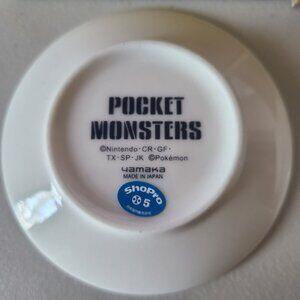 POCKET
MONSTERS
©Nintendo・CR・GF・
TX・SP・JK ©Pokémon
yamaka
MADE IN JAPAN
ShoPro
5